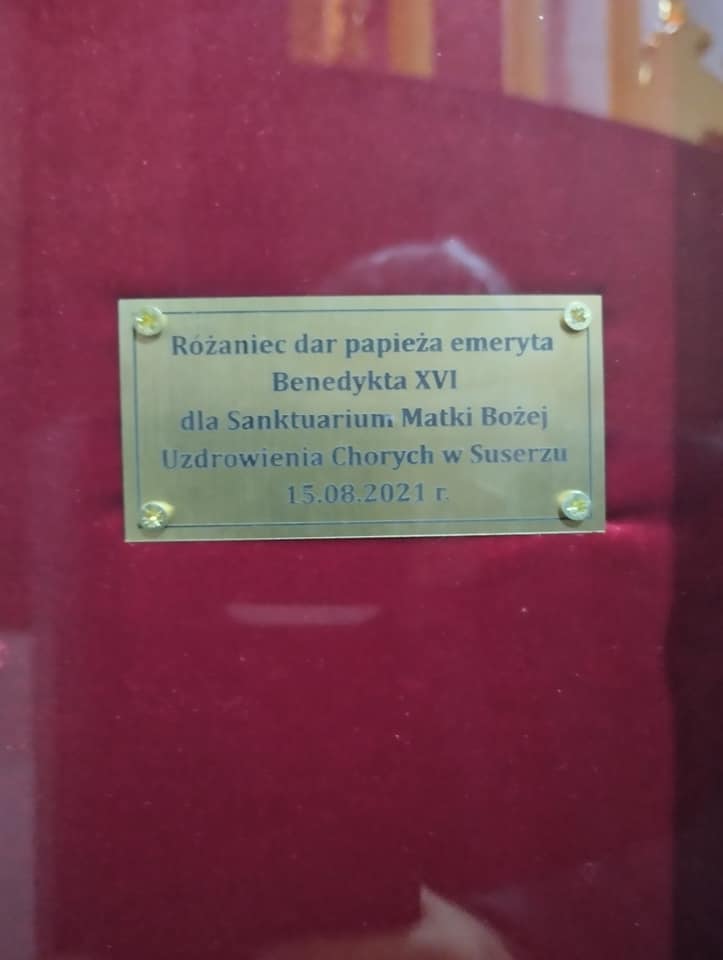 Różaniec dar papieża emeryta
Benedykta XVI
dla Sanktuarium Matki Bożej
Uzdrowienia Chorych w Suserzu
15.08.2021 r.